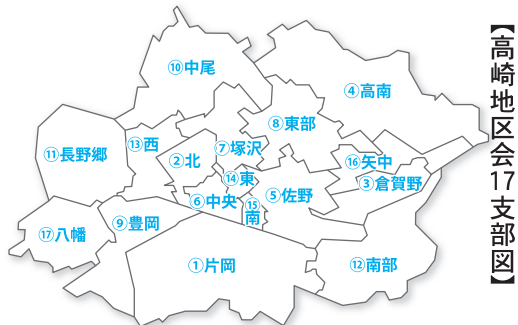 【高崎地区会17支部図】
⑩中尾
④高南
⑧東部
⑬西
⑦塚沢
⑪長野郷
②北
⑯矢中
⑭東
③倉賀野
⑤佐野
⑥中央
⑮南
⑨豊岡
⑰八幡
①片岡
⑫南部